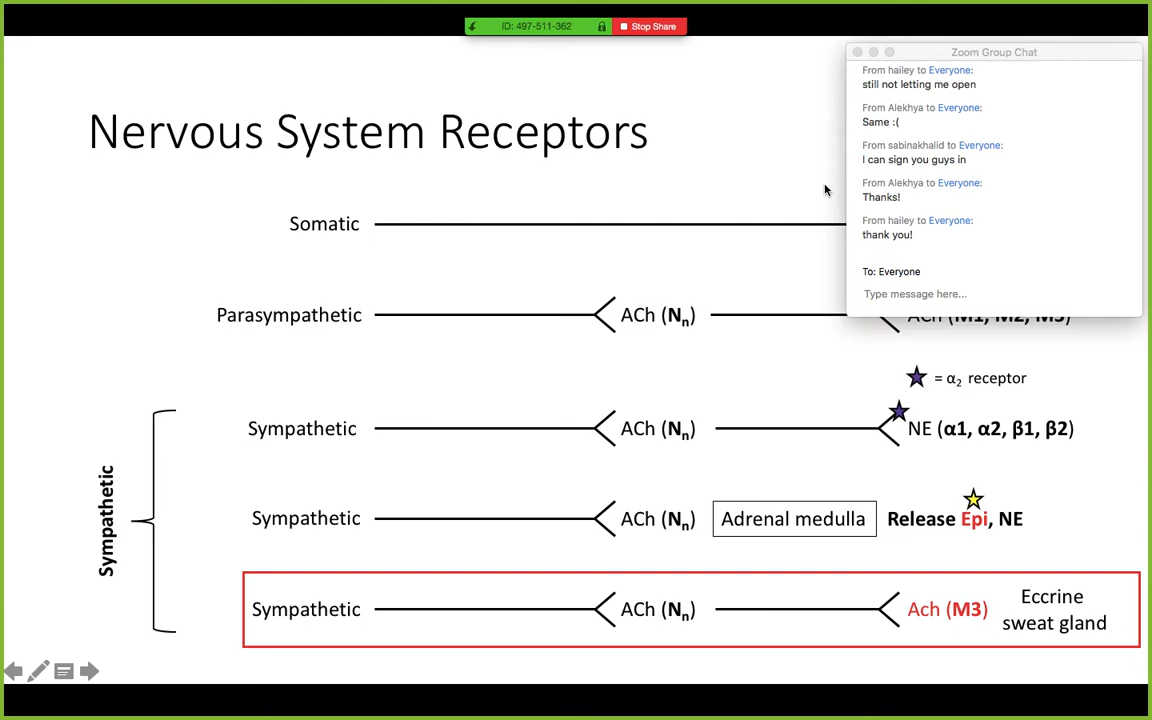 ID: 497-511-362 Stop Share
Zoom Group Chat
From hailey to Everyone:
still not letting me open
From Alekhya to Everyone:
Same :(
From sabinakhalid to Everyone:
I can sign you guys in
From Alekhya to Everyone:
Thanks!
From hailey to Everyone:
thank you!
To: Everyone
Type message here...
Nervous System Receptors
Somatic
Parasympathetic ACh (Nn) ACh (M1, M2, M3)
= α2 receptor
Sympathetic ACh (Nn) NE (α1, α2, β1, β2)
Sympathetic
Sympathetic ACh (Nn) Adrenal medulla Release Epi, NE
Sympathetic ACh (Nn) Ach (M3) Eccrine
sweat gland